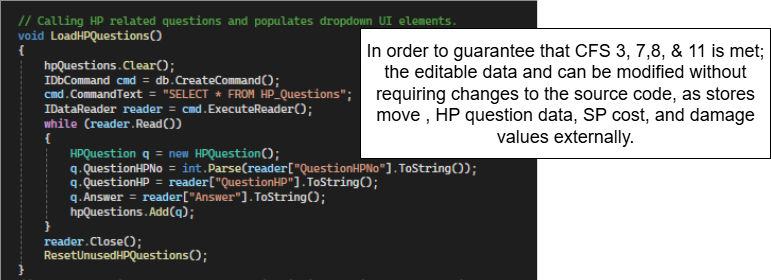 // Calling HP related questions and populates dropdown UI elements.
void LoadHPQuestions()
{
hpQuestions.Clear();
IDbCommand cmd = db.CreateCommand();
cmd.CommandText = "SELECT * FROM HP_Questions";
IDataReader reader = cmd.ExecuteReader();
while (reader.Read())
{
HPQuestion q = new HPQuestion();
q.QuestionHPNo = int.Parse(reader["QuestionHPNo"].ToString());
q.QuestionHP = reader["QuestionHP"].ToString();
q.Answer = reader["Answer"].ToString();
hpQuestions.Add(q);
}
reader.Close();
ResetUnusedHPQuestions();
}
In order to guarantee that CFS 3, 7,8, & 11 is met;
the editable data and can be modified without
requiring changes to the source code, as stores
move , HP question data, SP cost, and damage
values externally.